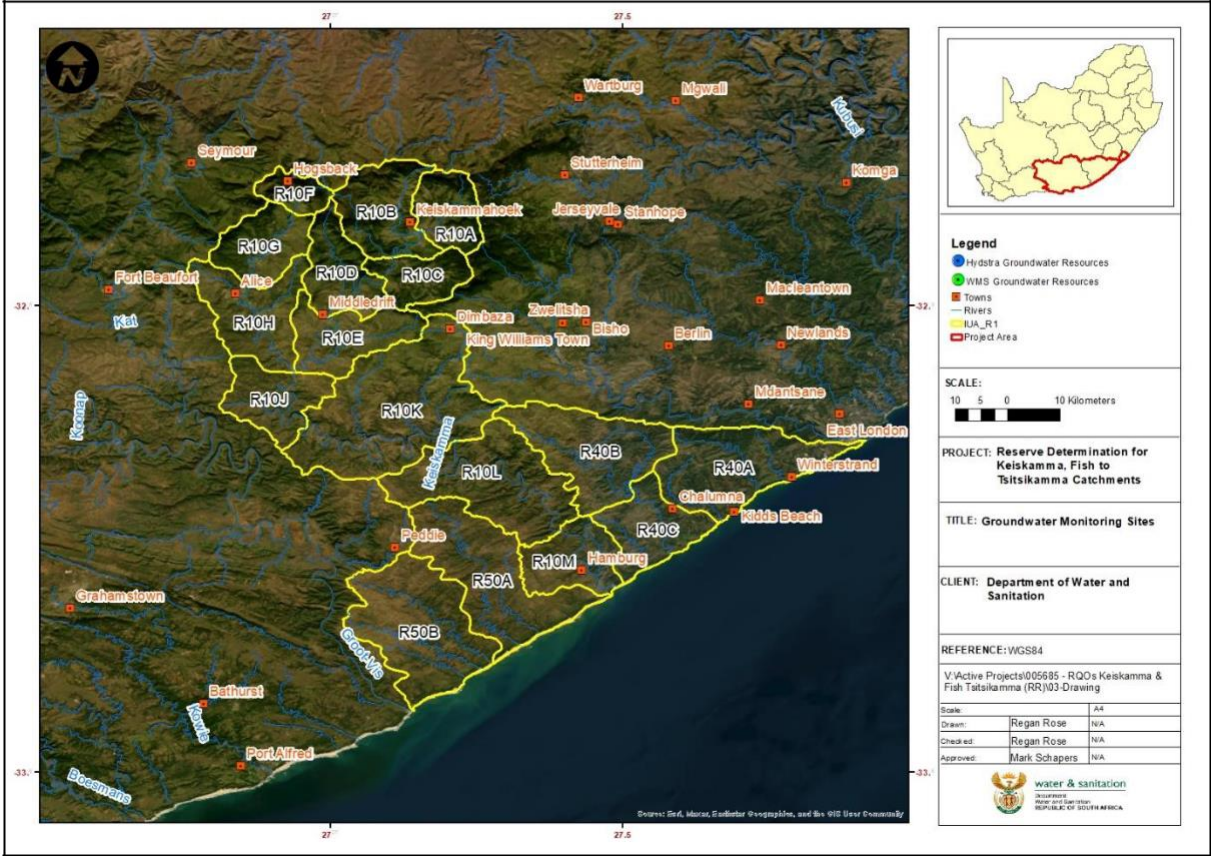 27
27.5
N
Wartburg
Mgwali
Kubusi
Seymour
Hogsback
Stutterheim
Komga
R10F
R10B
Keiskammahoek
Jerseyvale
Stanhope
R10A
R10G
R10D
R10C
Fort Beaufort
Alice
Macleantown
-32.
-32.
Middledrift
Kat
R10H
Dimbaza
Zwelitsha
Bisho
R10E
King Williams Town
Berlin
Newlands
R10J
R10K
Mdantsane
Koonap
East London
Keiskamma
R40B
R10L
R40A
Winterstrand
Chalumna
Kidds Beach
R40C
Peddie
R10M
Hamburg
R50A
Grahamstown
R50B
Groot-Vis
Bathurst
Kowie
Port Alfred
-33.
-33.
Boesmans
Source: Esri, Maxar, Earthstar Geographics, and the GIS User Community
27
27.5
Legend
Hydstra Groundwater Resources
WMS Groundwater Resources
Towns
Rivers
IUA_R1
Project Area
SCALE:
10 5 0 10 Kilometers
PROJECT: Reserve Determination for
Keiskamma, Fish to
Tsitsikamma Catchments
TITLE: Groundwater Monitoring Sites
CLIENT: Department of Water and
Sanitation
REFERENCE: WGS84
V:\Active Projects\005685 - RQOs Keiskamma &
Fish Tsitsikamma (RR)\03-Drawing
Scale: A4
Drawn: Regan Rose N/A
Checked: Regan Rose N/A
Approved: Mark Schapers N/A
water & sanitation
Department:
Water and Sanitation
REPUBLIC OF SOUTH AFRICA